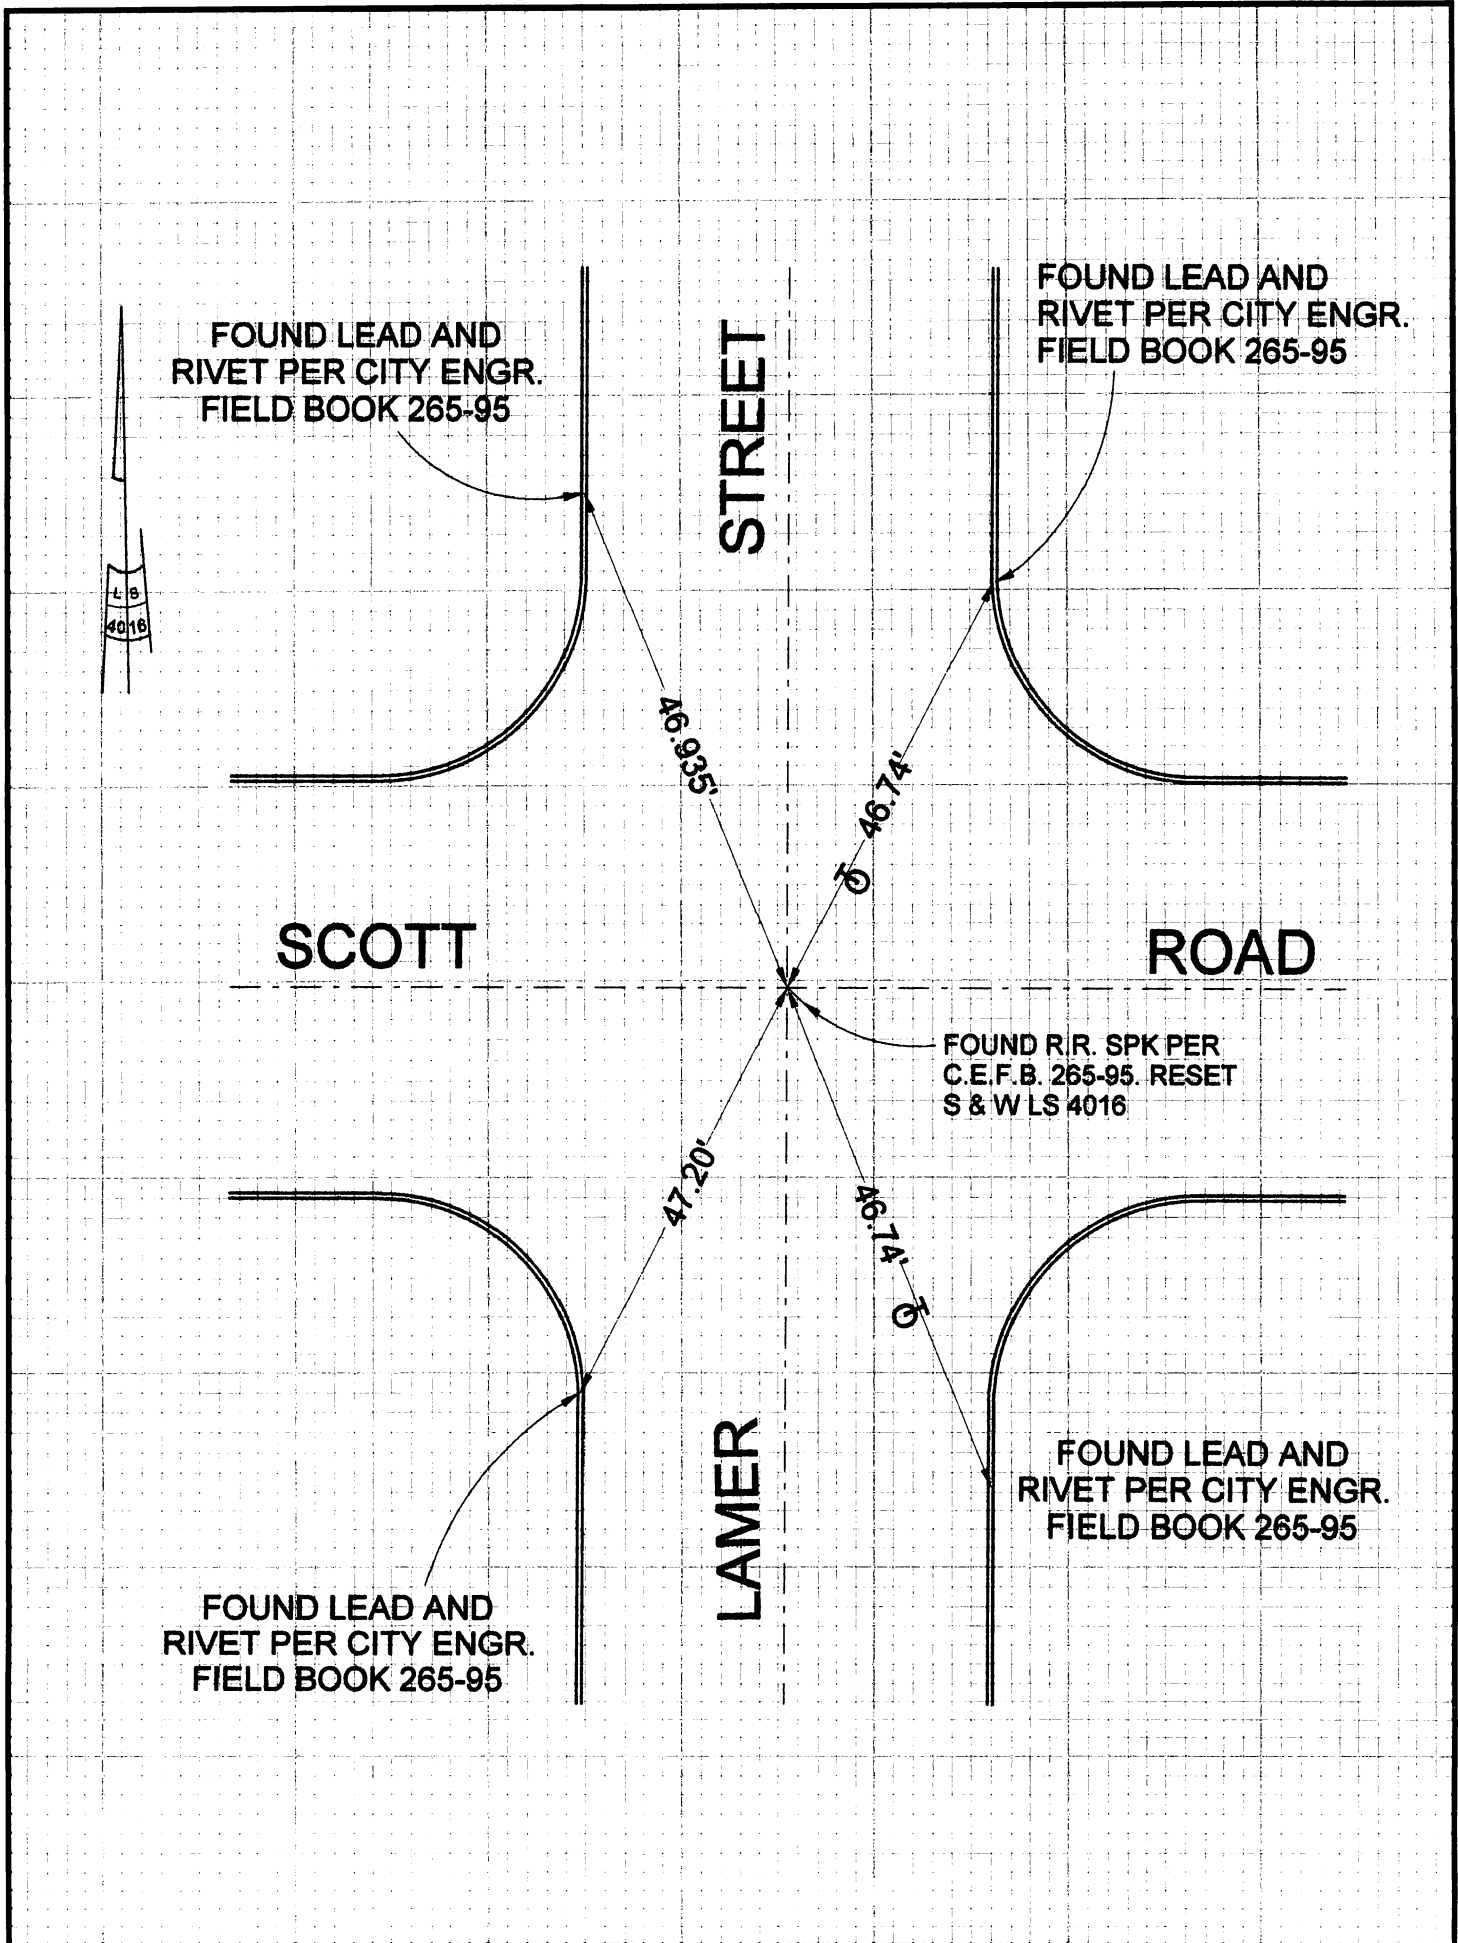 FOUND LEAD AND
RIVET PER CITY ENGR.
FIELD BOOK 265-95
FOUND LEAD AND
RIVET PER CITY ENGR.
FIELD BOOK 265-95
STREET
L S
4016
46.935'
46.74'
SCOTT
ROAD
FOUND R.R. SPK PER
C.E.F.B. 265-95. RESET
S & W LS 4016
47.20'
46.74'
LAMER
FOUND LEAD AND
RIVET PER CITY ENGR.
FIELD BOOK 265-95
FOUND LEAD AND
RIVET PER CITY ENGR.
FIELD BOOK 265-95